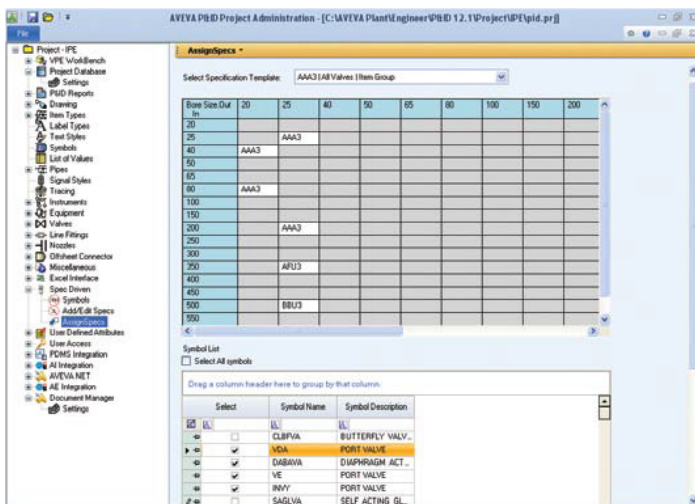 AVEVA P&ID Project Administration - [C:\AVEVA Plant\Engineer\P&ID 12.1\Project\IPE\pid.prj]
File
Project - IPE
VPE WorkBench
Project Database
Settings
P&ID Reports
Drawing
Item Types
Label Types
Text Styles
Symbols
List of Values
Pipes
Signal Styles
Tracing
Instruments
Equipment
Valves
Line Fittings
Nozzles
Offsheet Connector
Miscellaneous
Excel Interface
Spec Driven
Symbols
Add/Edit Specs
AssignSpecs
User Defined Attributes
User Access
PDMS Integration
AI Integration
AVEVA NET
AE Integration
Document Manager
Settings
AssignSpecs
Select Specification Template: AAA3 | All Valves | Item Group
Bore Size:Out 20 25 40 50 65 80 100 150 200
In
20
25 AAA3
40 AAA3
50
65
80 AAA3
100
150
200 AAA3
250
300
350 AFU3
400
450
500 BBU3
550
Symbol List
Select All symbols
Drag a column header here to group by that column.
Select Symbol Name Symbol Description
CLBFVA BUTTERFLY VALV...
VDA PORT VALVE
DABAVA DIAPHRAGM ACT...
VE PORT VALVE
INVY PORT VALVE
SAGLVA SELF ACTING GL...